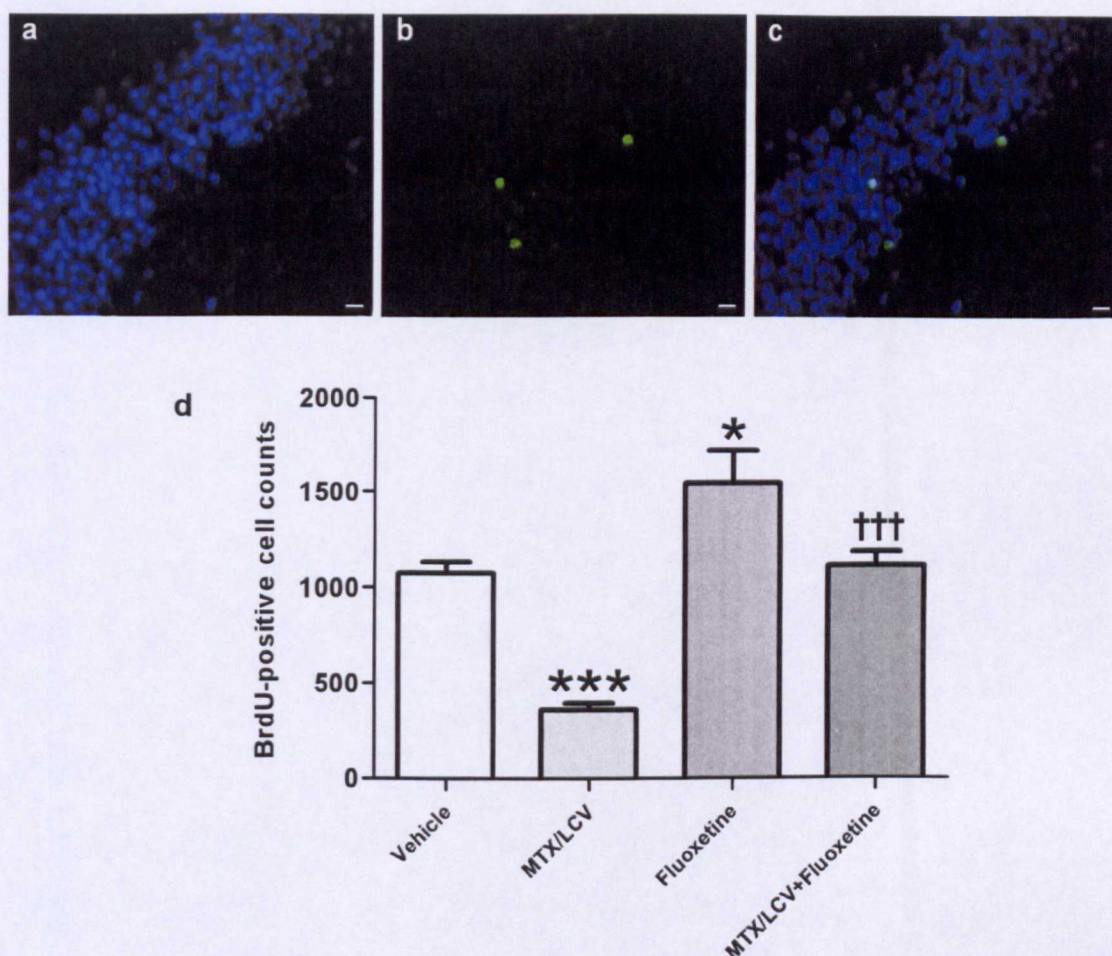 a b c
d
BrdU-positive cell counts
2000
***
*
†††
1500
1000
500
0
Vehicle
MTX/LCV
Fluoxetine
MTX/LCV+Fluoxetine